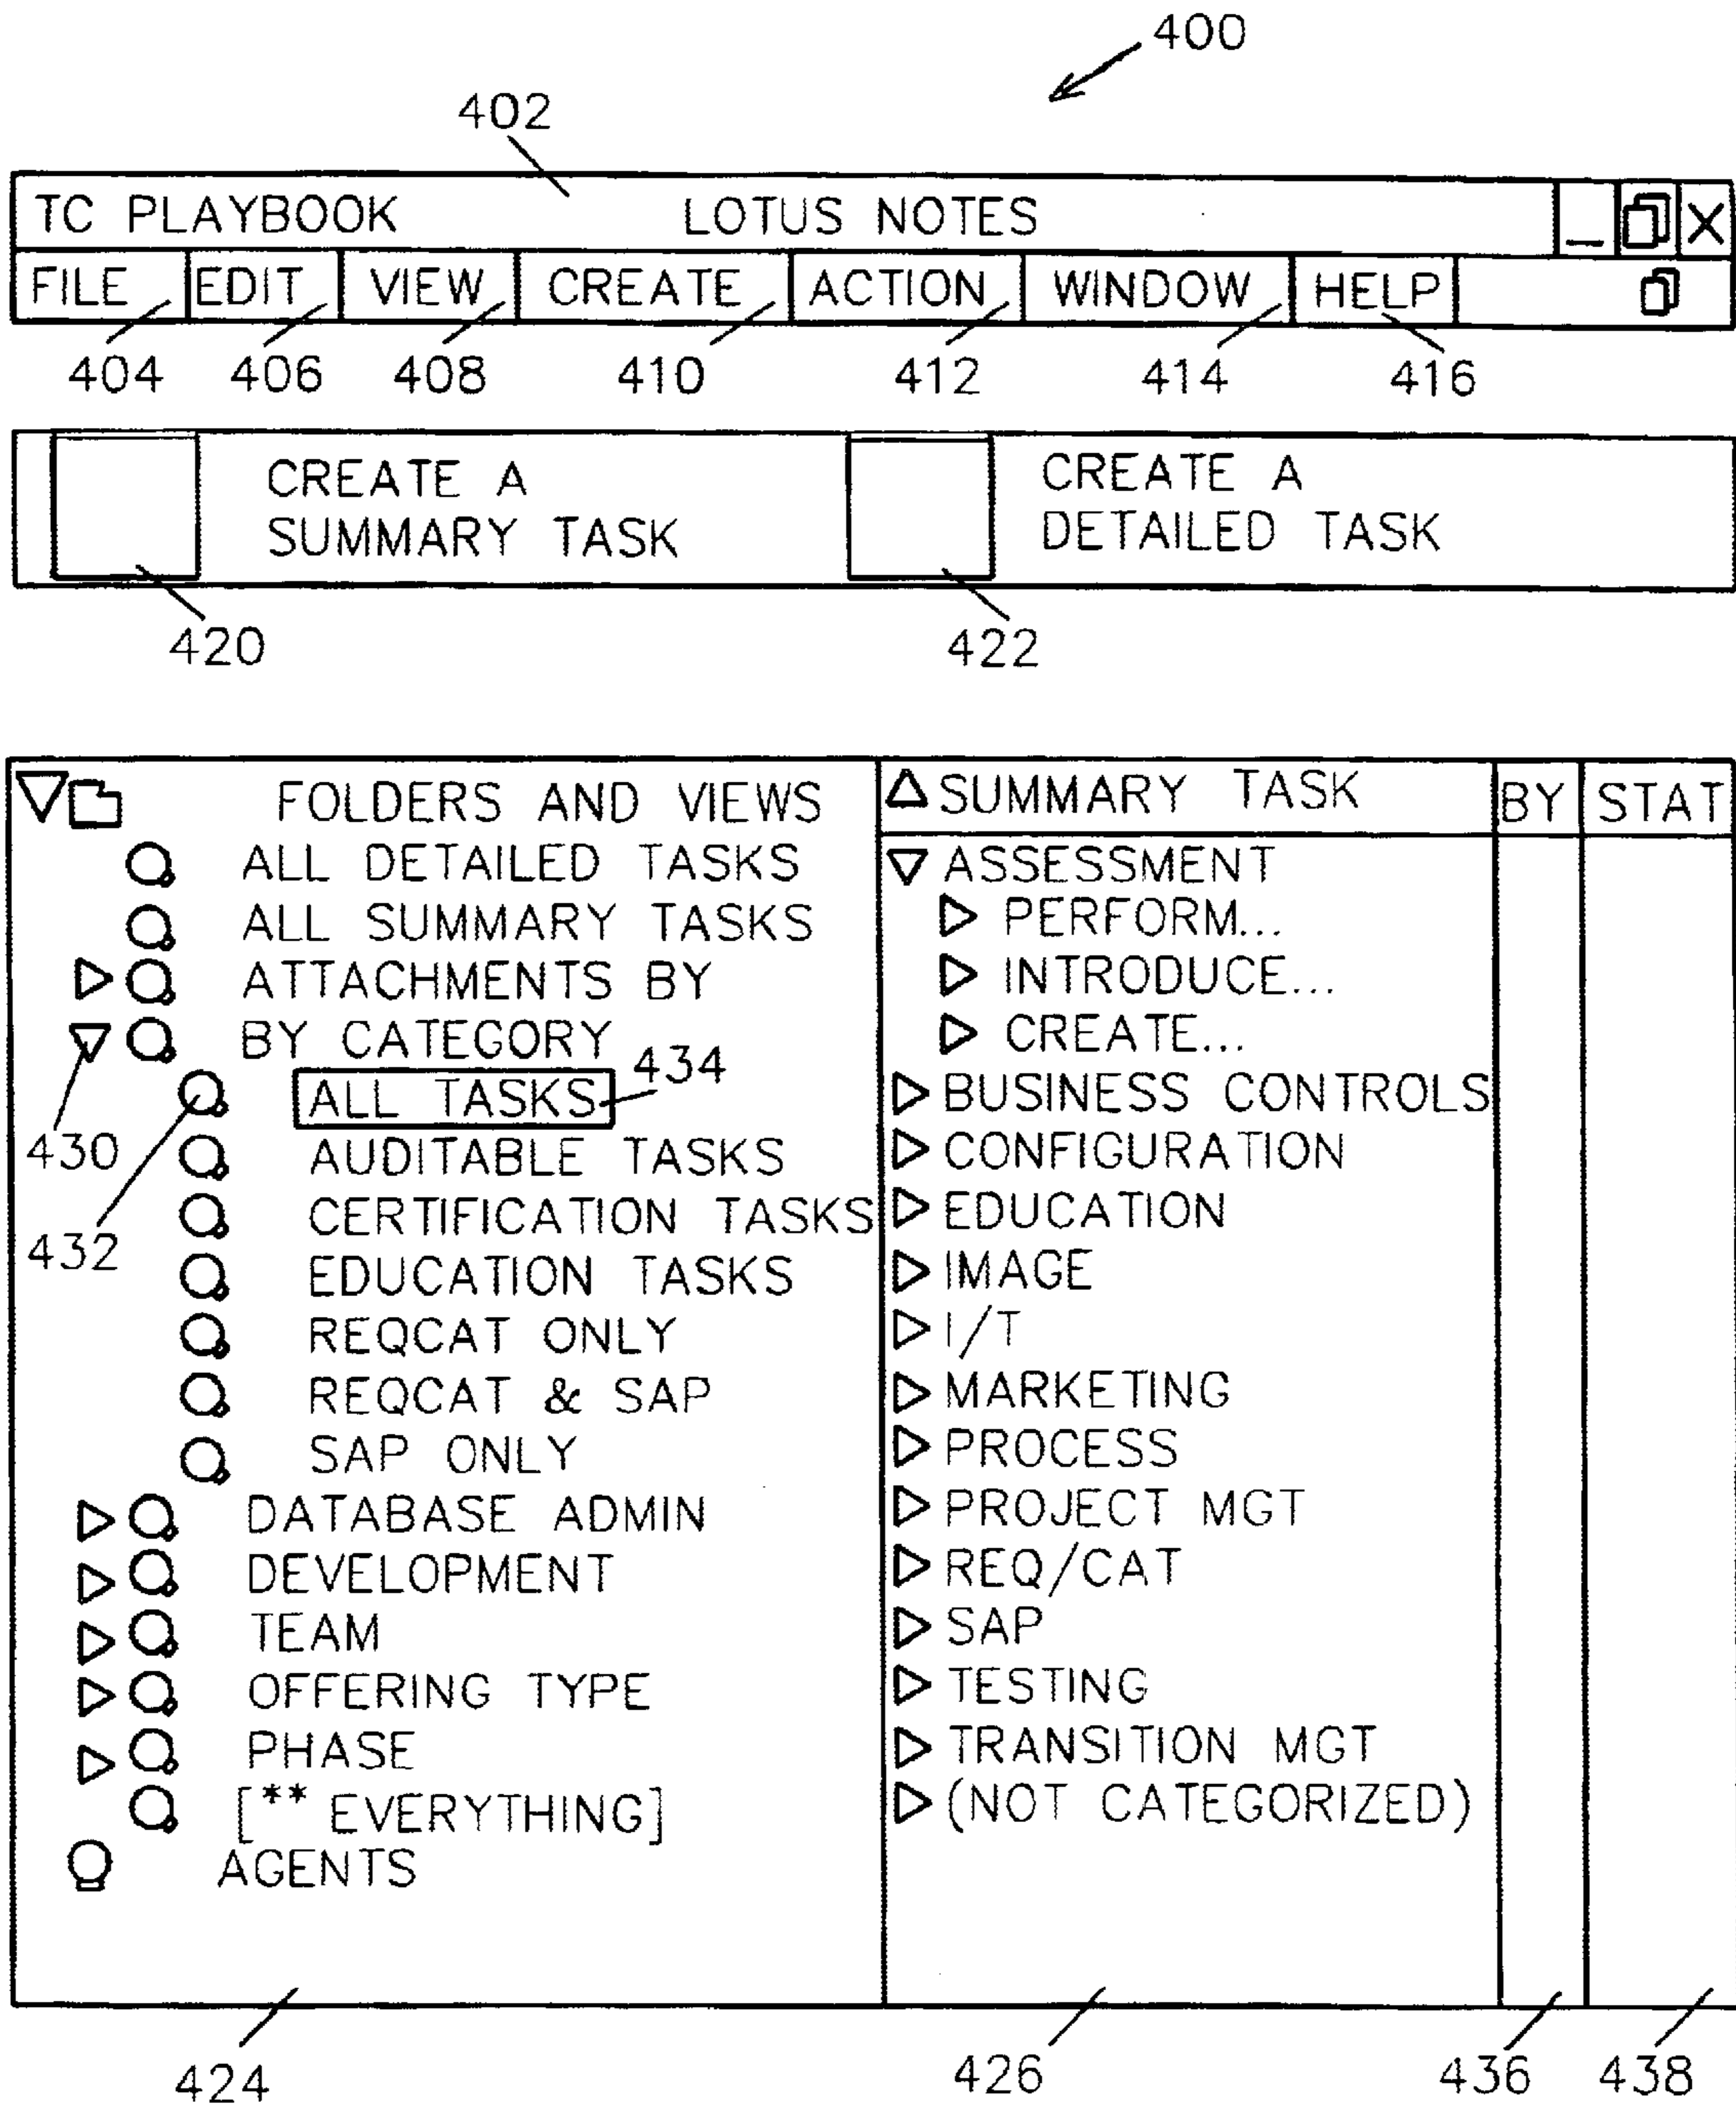 400
402
TC PLAYBOOK LOTUS NOTES
FILE EDIT VIEW CREATE ACTION WINDOW HELP
404 406 408 410 412 414 416
CREATE A
SUMMARY TASK
CREATE A
DETAILED TASK
420 422
FOLDERS AND VIEWS
ALL DETAILED TASKS
ALL SUMMARY TASKS
ATTACHMENTS BY
BY CATEGORY
434
ALL TASKS
430
AUDITABLE TASKS
CERTIFICATION TASKS
432
EDUCATION TASKS
REQCAT ONLY
REQCAT & SAP
SAP ONLY
DATABASE ADMIN
DEVELOPMENT
TEAM
OFFERING TYPE
PHASE
[** EVERYTHING]
AGENTS
SUMMARY TASK BY STAT
ASSESSMENT
PERFORM...
INTRODUCE...
CREATE...
BUSINESS CONTROLS
CONFIGURATION
EDUCATION
IMAGE
I/T
MARKETING
PROCESS
PROJECT MGT
REQ/CAT
SAP
TESTING
TRANSITION MGT
(NOT CATEGORIZED)
424 426 436 438